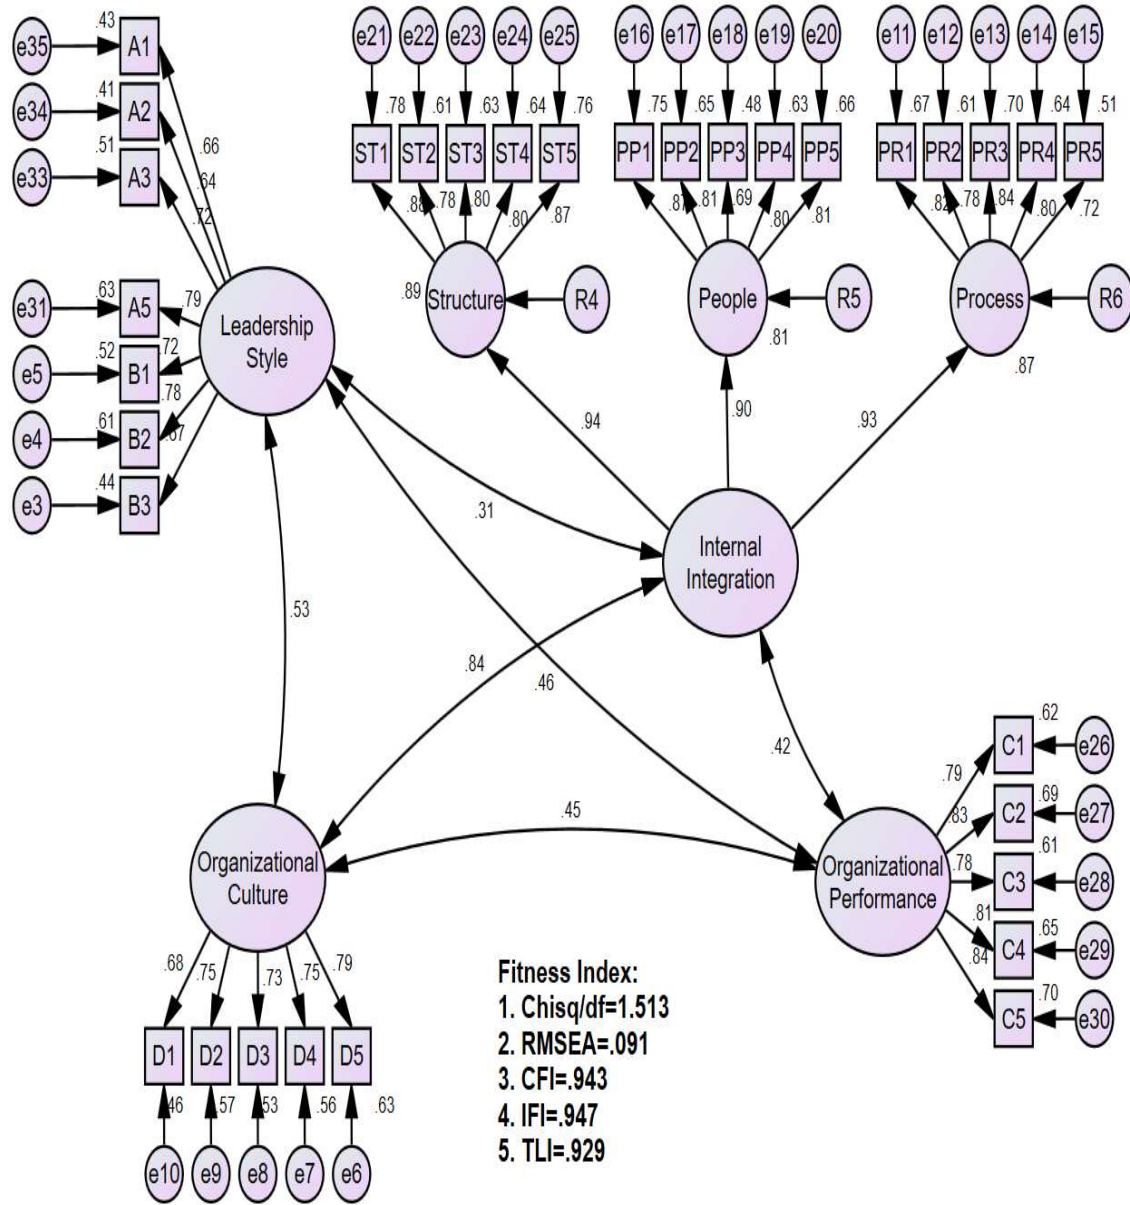 .43
e35
A1
.41
e34
A2
.51
e33
A3
.66
.64
.72
e21 e22 e23 e24 e25
.78 .61 .63 .64 .76
ST1 ST2 ST3 ST4 ST5
.88 .78 .80 .80 .87
e16 e17 e18 e19 e20
.75 .65 .48 .63 .66
PP1 PP2 PP3 PP4 PP5
.87 .81 .69 .80 .81
e11 e12 e13 e14 e15
.67 .61 .70 .64 .51
PR1 PR2 PR3 PR4 PR5
.82 .78 .84 .80 .72
.89
Structure
R4
People
R5
.81
Process
R6
.87
.63
e31
A5
.79
.52
e5
B1
.72
.61
e4
B2
.78
.44
e3
B3
.67
Leadership
Style
.94
.90
.93
.31
Internal
Integration
.53
.84
.46
.42
.45
Organizational
Culture
.68 .75 .73 .75 .79
D1 D2 D3 D4 D5
.46 .57 .53 .56 .63
e10 e9 e8 e7 e6
Organizational
Performance
.79
.83
.78
.81
.84
.62
C1
e26
.69
C2
e27
.61
C3
e28
.65
C4
e29
.70
C5
e30
Fitness Index:
1. Chisq/df=1.513
2. RMSEA=.091
3. CFI=.943
4. IFI=.947
5. TLI=.929